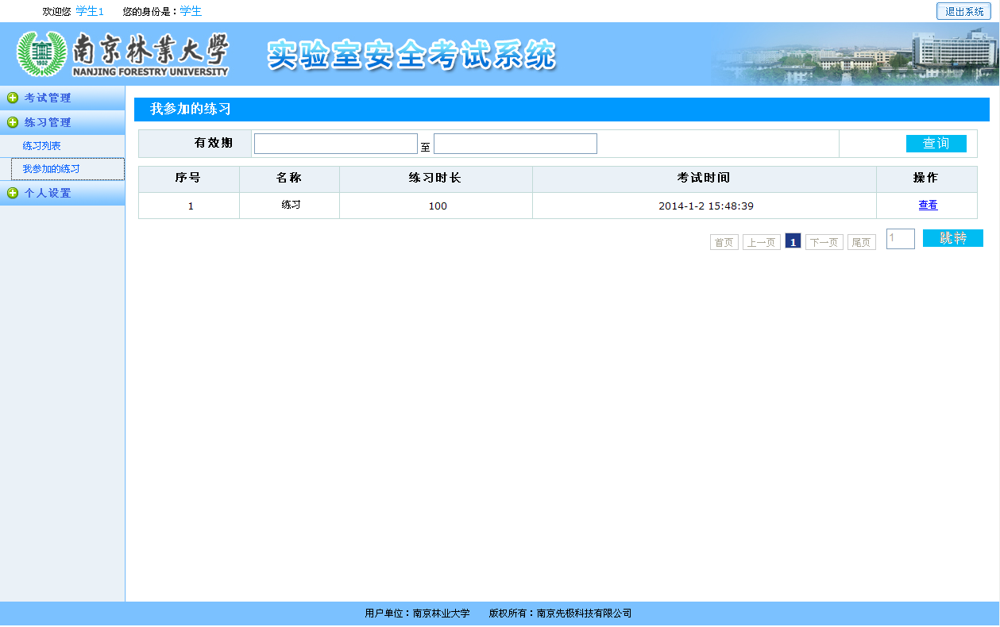 欢迎您 学生1 您的身份是：学生 退出系统
南京林業大學 实验室安全考试系统
1902
NANJING FORESTRY UNIVERSITY
考试管理
练习管理
练习列表
我参加的练习
个人设置
我参加的练习
有效期 至 查询
序号 名称 练习时长 考试时间 操作
1 练习 100 2014-1-2 15:48:39 查看
首页 上一页 1 下一页 尾页 1 跳转
用户单位：南京林业大学 版权所有：南京先极科技有限公司